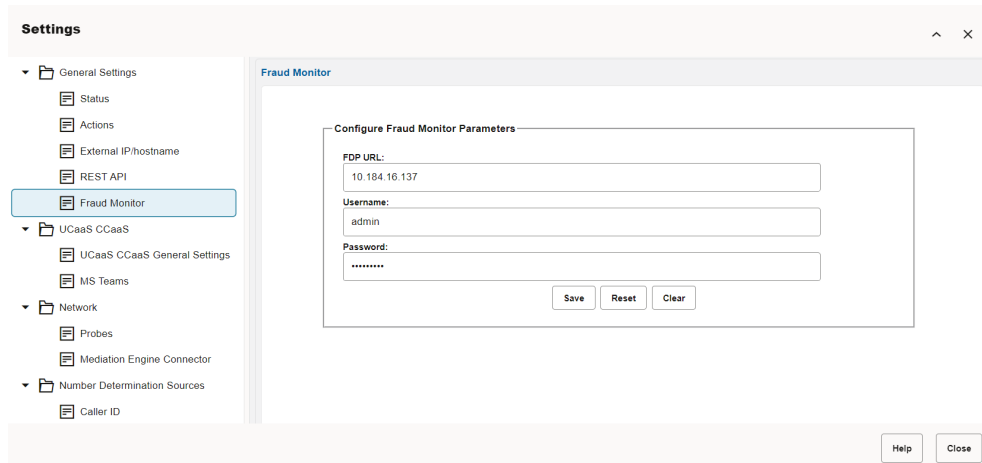 Settings
General Settings
Status
Actions
External IP/hostname
REST API
Fraud Monitor
UCaaS CCaaS
UCaaS CCaaS General Settings
MS Teams
Network
Probes
Mediation Engine Connector
Number Determination Sources
Caller ID
Fraud Monitor
Configure Fraud Monitor Parameters
FDP URL:
10.184.16.137
Username:
admin
Password:
•••••••••
Save Reset Clear
Help Close